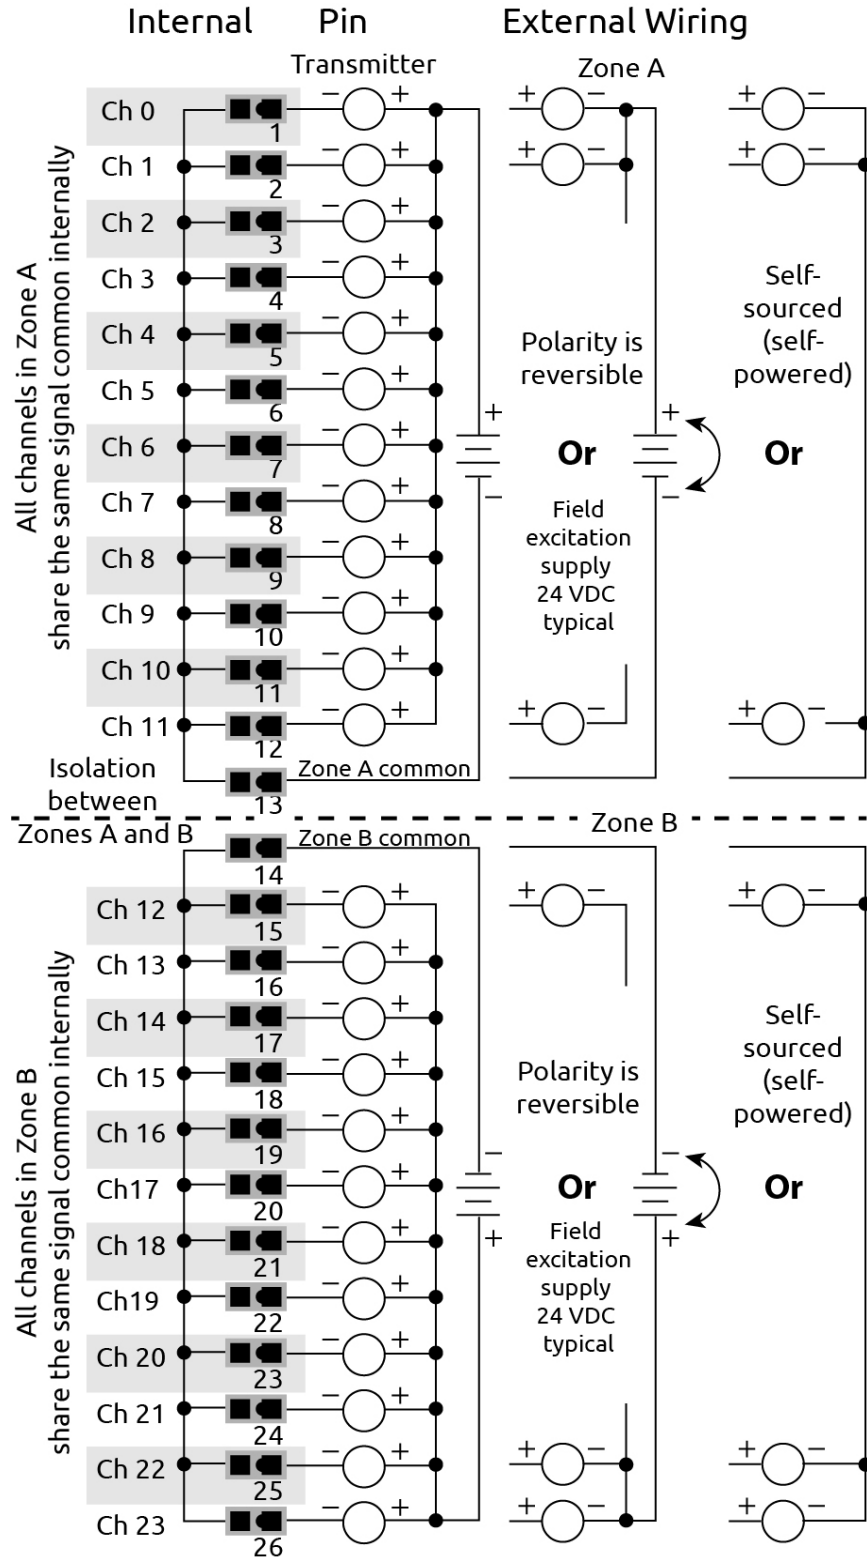 Internal Pin External Wiring
Transmitter
Zone A
All channels in Zone A
share the same signal common internally
Ch 0 1 − + + − + −
Ch 1 2 − + + − + −
Ch 2 3 − +
Ch 3 4 − +
Ch 4 5 − +
Ch 5 6 − +
Ch 6 7 − +
Ch 7 8 − +
Ch 8 9 − +
Ch 9 10 − +
Ch 10 11 − +
Ch 11 12 − + + − + −
13 Zone A common
+
−
Polarity is
reversible
Or
Field
excitation
supply
24 VDC
typical
+
−
Self-
sourced
(self-
powered)
Or
Isolation
between
Zones A and B
Zone B
14 Zone B common
All channels in Zone B
share the same signal common internally
Ch 12 15 − + + − + −
Ch 13 16 − +
Ch 14 17 − +
Ch 15 18 − +
Ch 16 19 − +
Ch17 20 − +
Ch 18 21 − +
Ch19 22 − +
Ch 20 23 − +
Ch 21 24 − +
Ch 22 25 − + + − + −
Ch 23 26 − + + − + −
−
+
Polarity is
reversible
Or
Field
excitation
supply
24 VDC
typical
−
+
Self-
sourced
(self-
powered)
Or